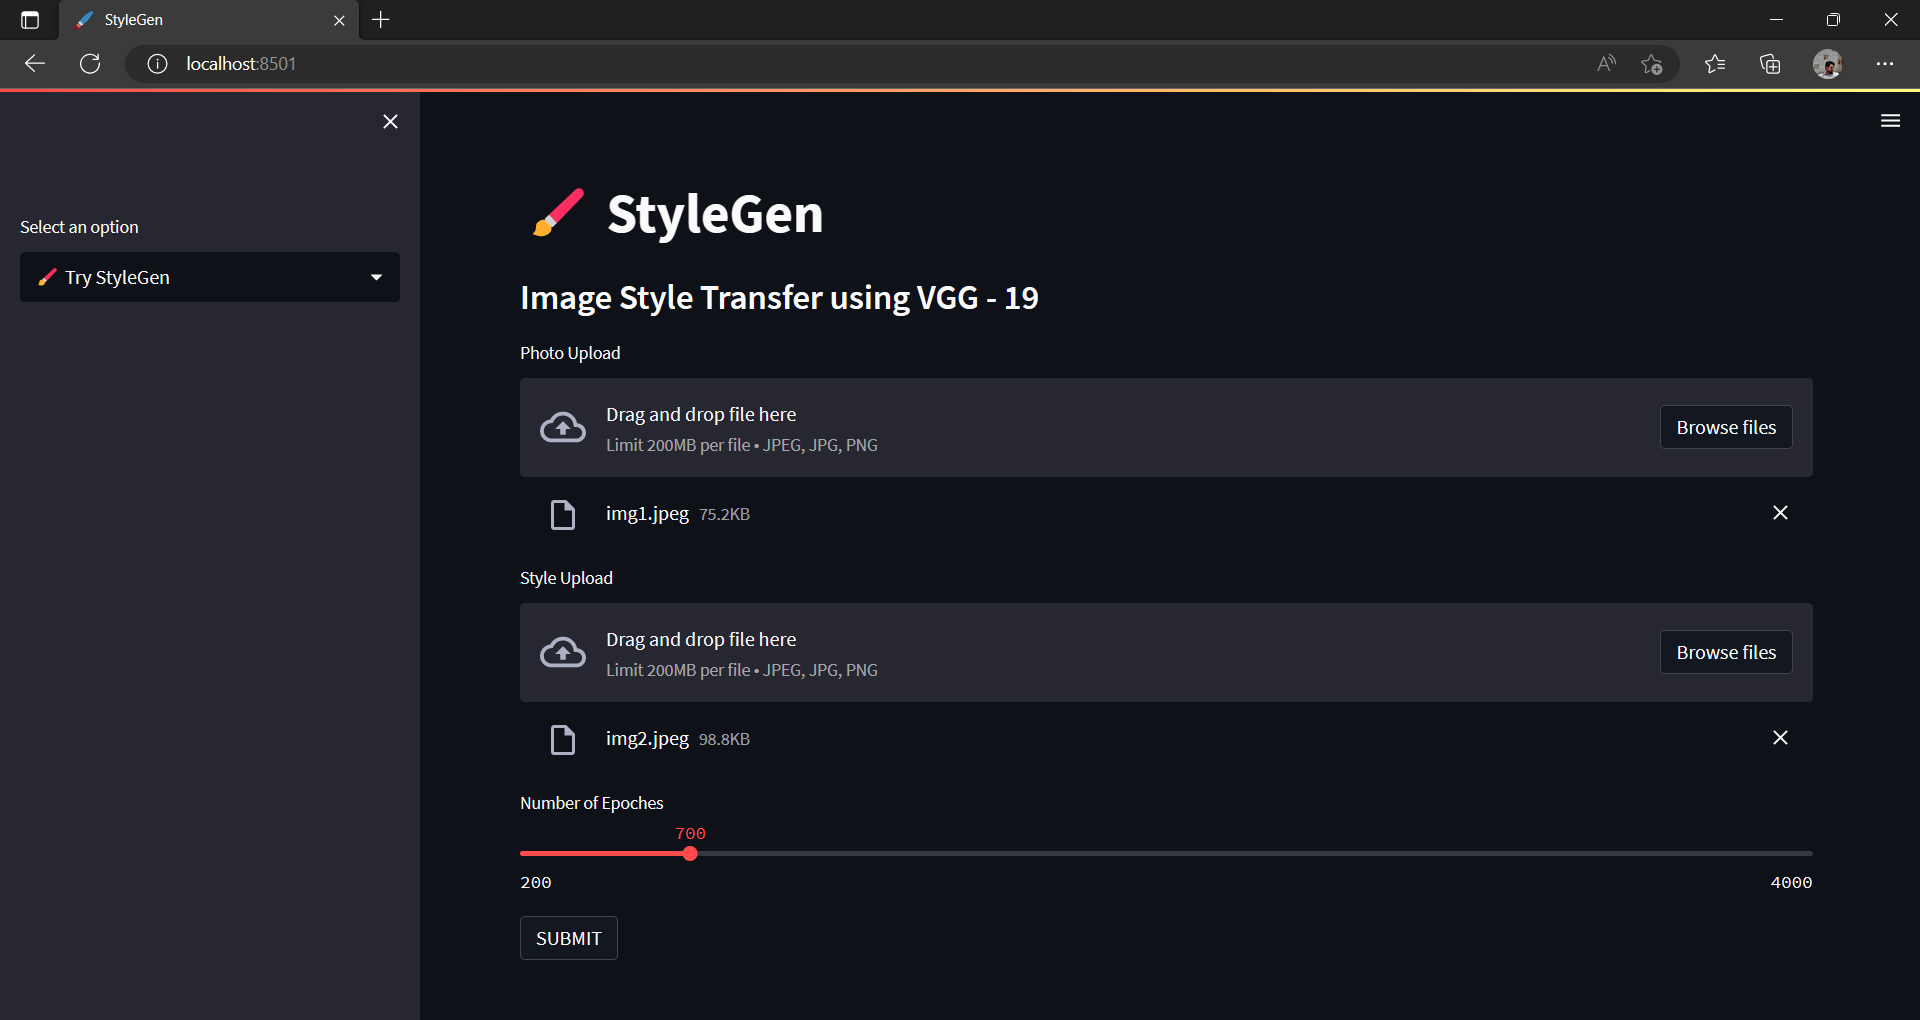 StyleGen
localhost:8501
Select an option
Try StyleGen
StyleGen
Image Style Transfer using VGG - 19
Photo Upload
Drag and drop file here
Limit 200MB per file • JPEG, JPG, PNG
Browse files
img1.jpeg 75.2KB
Style Upload
Drag and drop file here
Limit 200MB per file • JPEG, JPG, PNG
Browse files
img2.jpeg 98.8KB
Number of Epoches
700
200 4000
SUBMIT